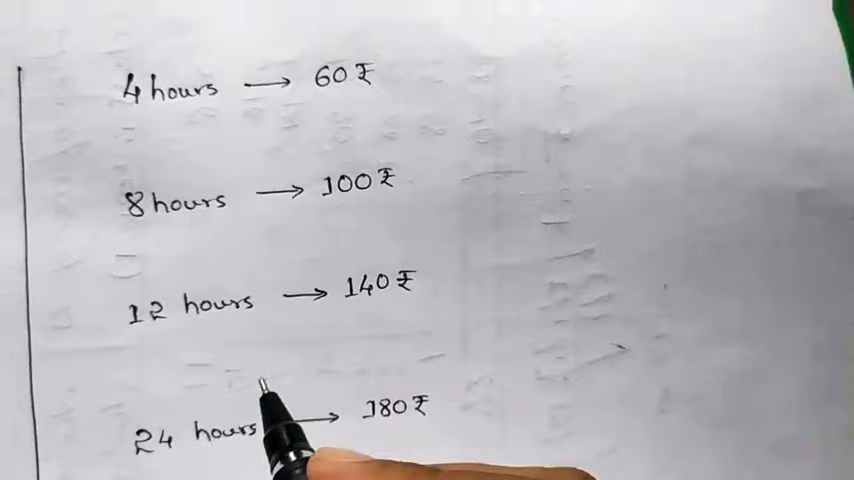 4 hours → 60₹
8 hours → 100₹
12 hours → 140₹
24 hours → 180₹